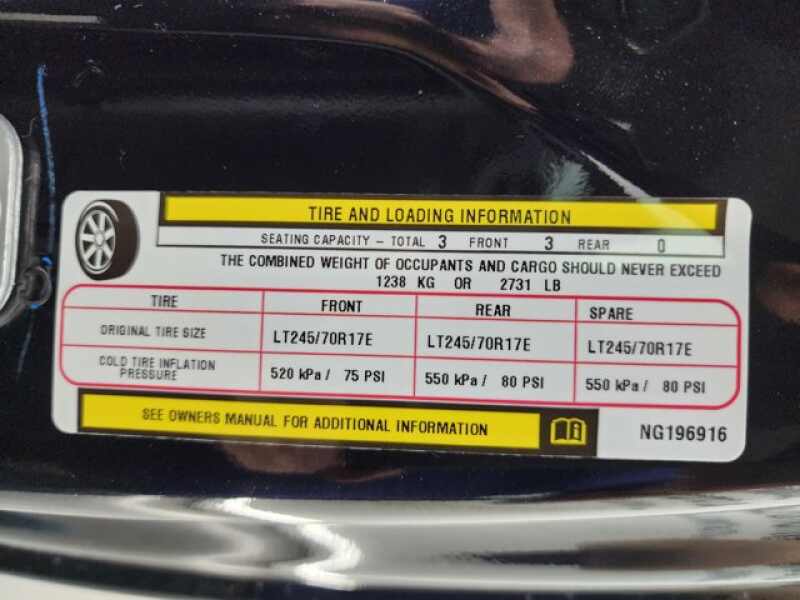 TIRE AND LOADING INFORMATION
SEATING CAPACITY - TOTAL 3 FRONT 3 REAR 0
THE COMBINED WEIGHT OF OCCUPANTS AND CARGO SHOULD NEVER EXCEED
1238 KG OR 2731 LB
TIRE FRONT REAR SPARE
ORIGINAL TIRE SIZE LT245/70R17E LT245/70R17E LT245/70R17E
COLD TIRE INFLATION
PRESSURE 520 kPa / 75 PSI 550 kPa / 80 PSI 550 kPa / 80 PSI
SEE OWNERS MANUAL FOR ADDITIONAL INFORMATION
NG196916